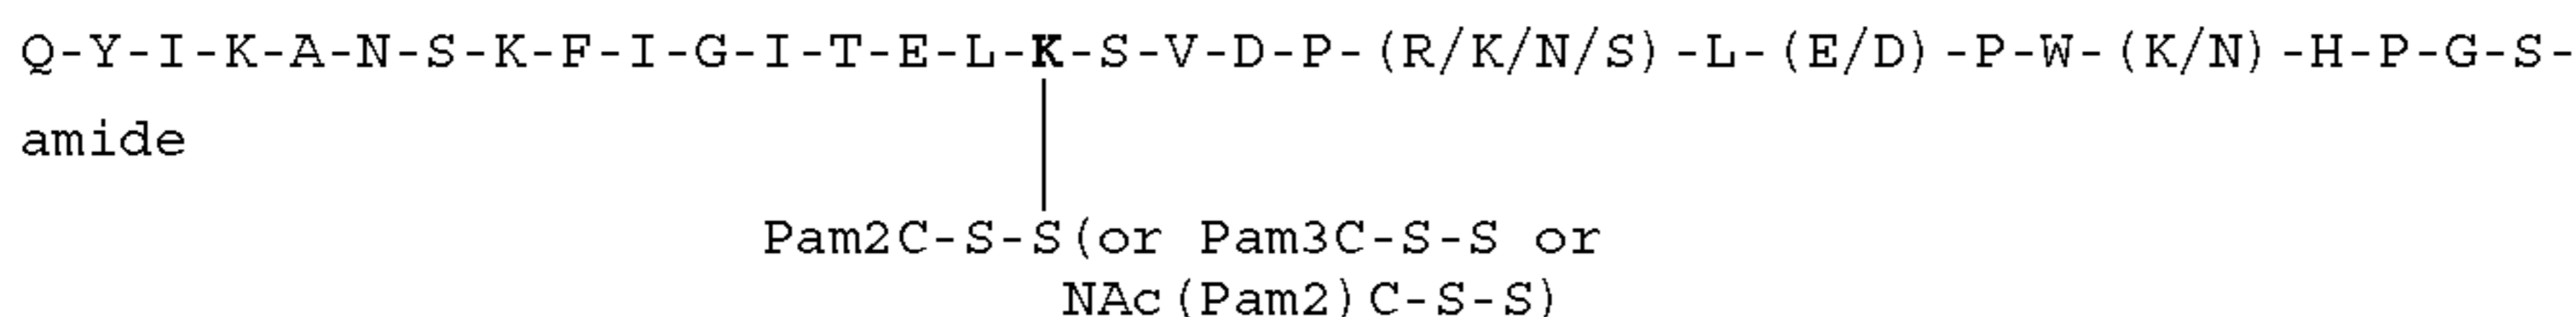 Q-Y-I-K-A-N-S-K-F-I-G-I-T-E-L-K-S-V-D-P-(R/K/N/S)-L-(E/D)-P-W-(K/N)-H-P-G-S-
amide
Pam2C-S-S(or Pam3C-S-S or
NAc(Pam2)C-S-S)